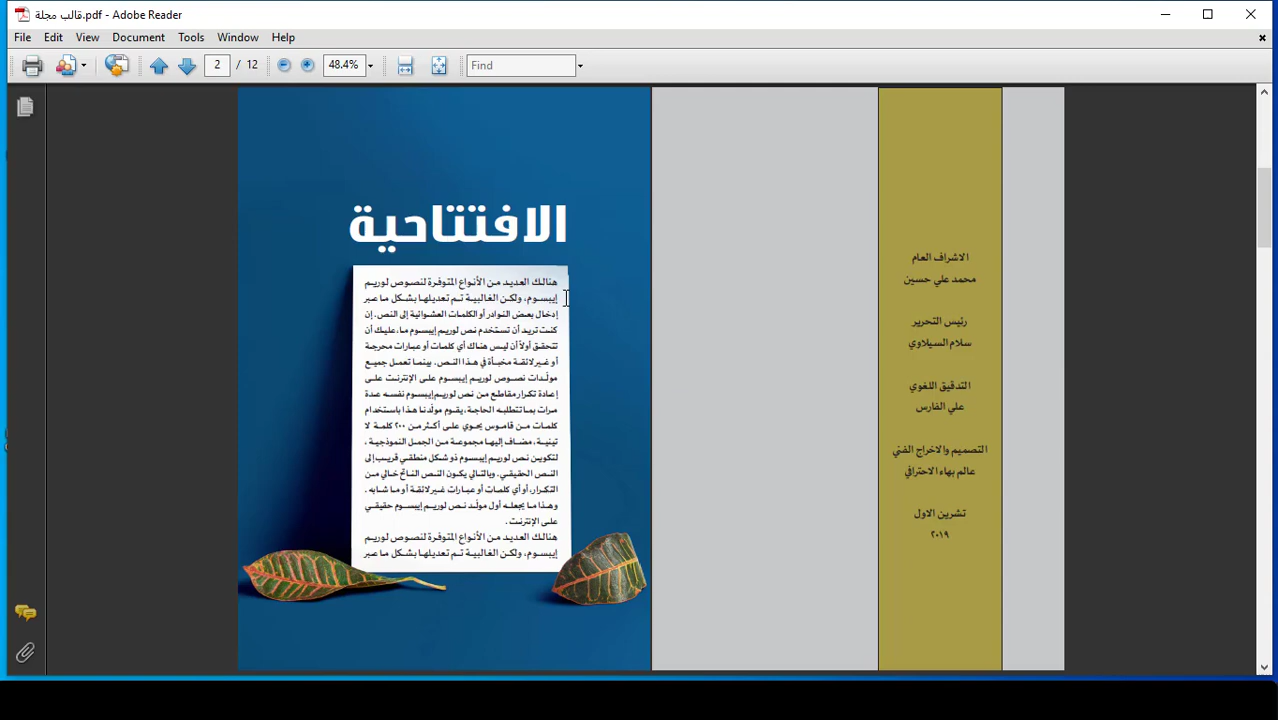 قالب مجلة.pdf - Adobe Reader
File Edit View Document Tools Window Help
2 / 12 48.4% Find
الافتتاحية
هنالك العديد من الأنواع المتوفرة لنصوص لوريم
إيبسوم، ولكن الغالبية تم تعديلها بشكل ما عبر
إدخال بعض النوادر أو الكلمات العشوائية إلى النص. إن
كنت تريد أن تستخدم نص لوريم إيبسوم ما، عليك أن
تتحقق أولاً أن ليس هناك أي كلمات أو عبارات محرجة
أو غير لائقة مخبأة في هذا النص. بينما تعمل جميع
مولّدات نصوص لوريم إيبسوم على الإنترنت على
إعادة تكرار مقاطع من نص لوريم إيبسوم نفسه عدة
مرات بما تتطلبه الحاجة، يقوم مولّدنا هذا باستخدام
كلمات من قاموس يحوي على أكثر من ٢٠٠ كلمة لا
تينية، مضاف إليها مجموعة من الجمل النموذجية،
لتكوين نص لوريم إيبسوم ذو شكل منطقي قريب إلى
النص الحقيقي. وبالتالي يكون النص الناتج خالي من
التكرار، أو أي كلمات أو عبارات غير لائقة أو ما شابه.
وهذا ما يجعله أول مولّد نص لوريم إيبسوم حقيقي
على الإنترنت.
هنالك العديد من الأنواع المتوفرة لنصوص لوريم
إيبسوم، ولكن الغالبية تم تعديلها بشكل ما عبر
الاشراف العام
محمد علي حسين
رئيس التحرير
سلام السيلاوي
التدقيق اللغوي
علي الفارس
التصميم والاخراج الفني
عالم بهاء الاحترافي
تشرين الاول
٢٠١٩